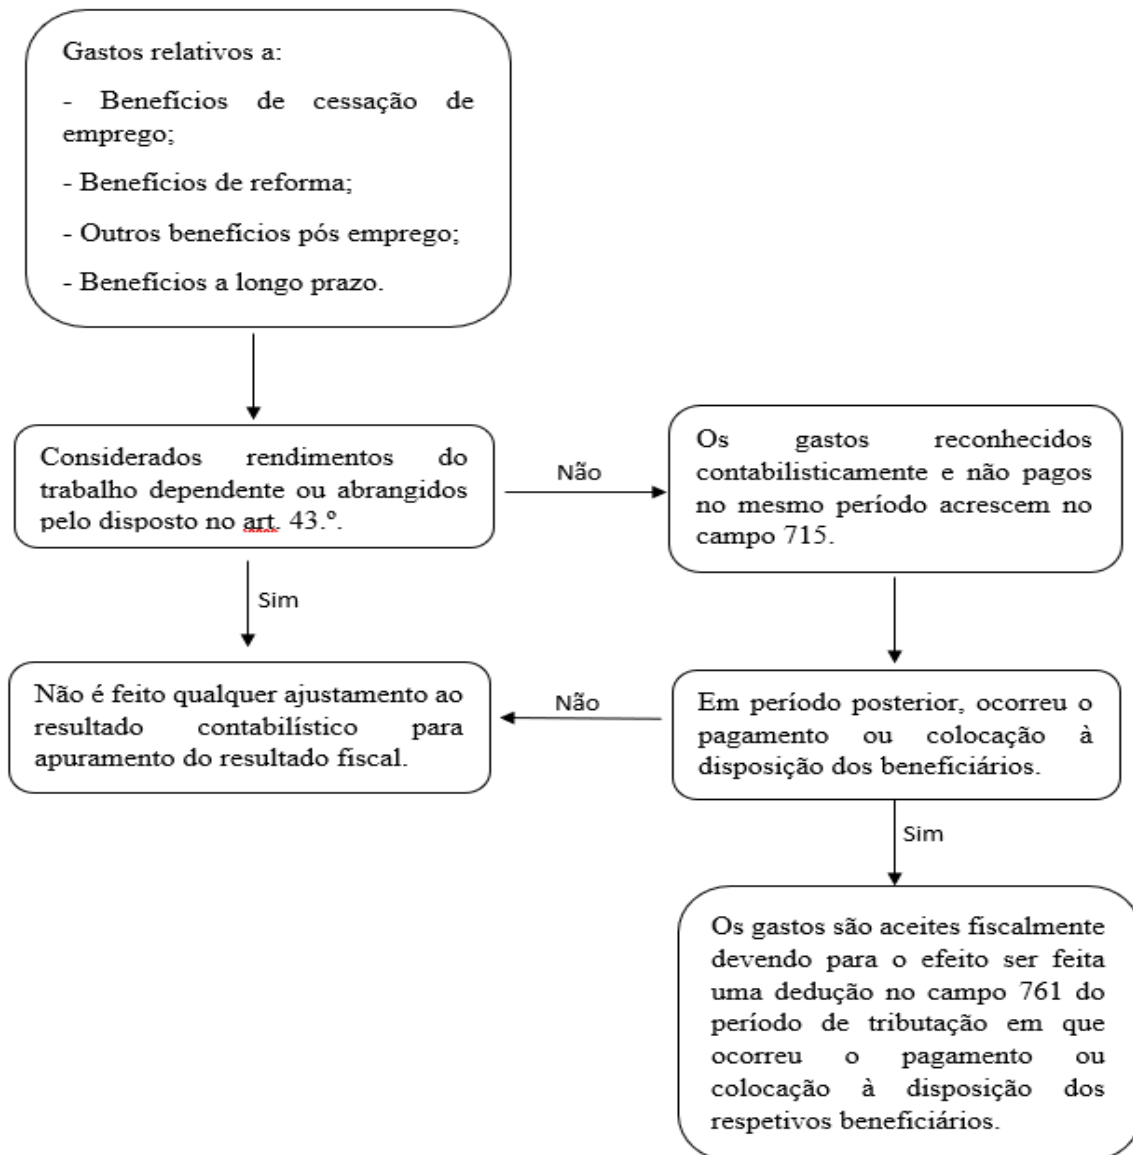 Gastos relativos a:
- Benefícios de cessação de
emprego;
- Benefícios de reforma;
- Outros benefícios pós emprego;
- Benefícios a longo prazo.
Considerados rendimentos do
trabalho dependente ou abrangidos
pelo disposto no art. 43.º.
Não
Os gastos reconhecidos
contabilisticamente e não pagos
no mesmo período acrescem no
campo 715.
Sim
Não é feito qualquer ajustamento ao
resultado contabilístico para
apuramento do resultado fiscal.
Não
Em período posterior, ocorreu o
pagamento ou colocação à
disposição dos beneficiários.
Sim
Os gastos são aceites fiscalmente
devendo para o efeito ser feita
uma dedução no campo 761 do
período de tributação em que
ocorreu o pagamento ou
colocação à disposição dos
respetivos beneficiários.